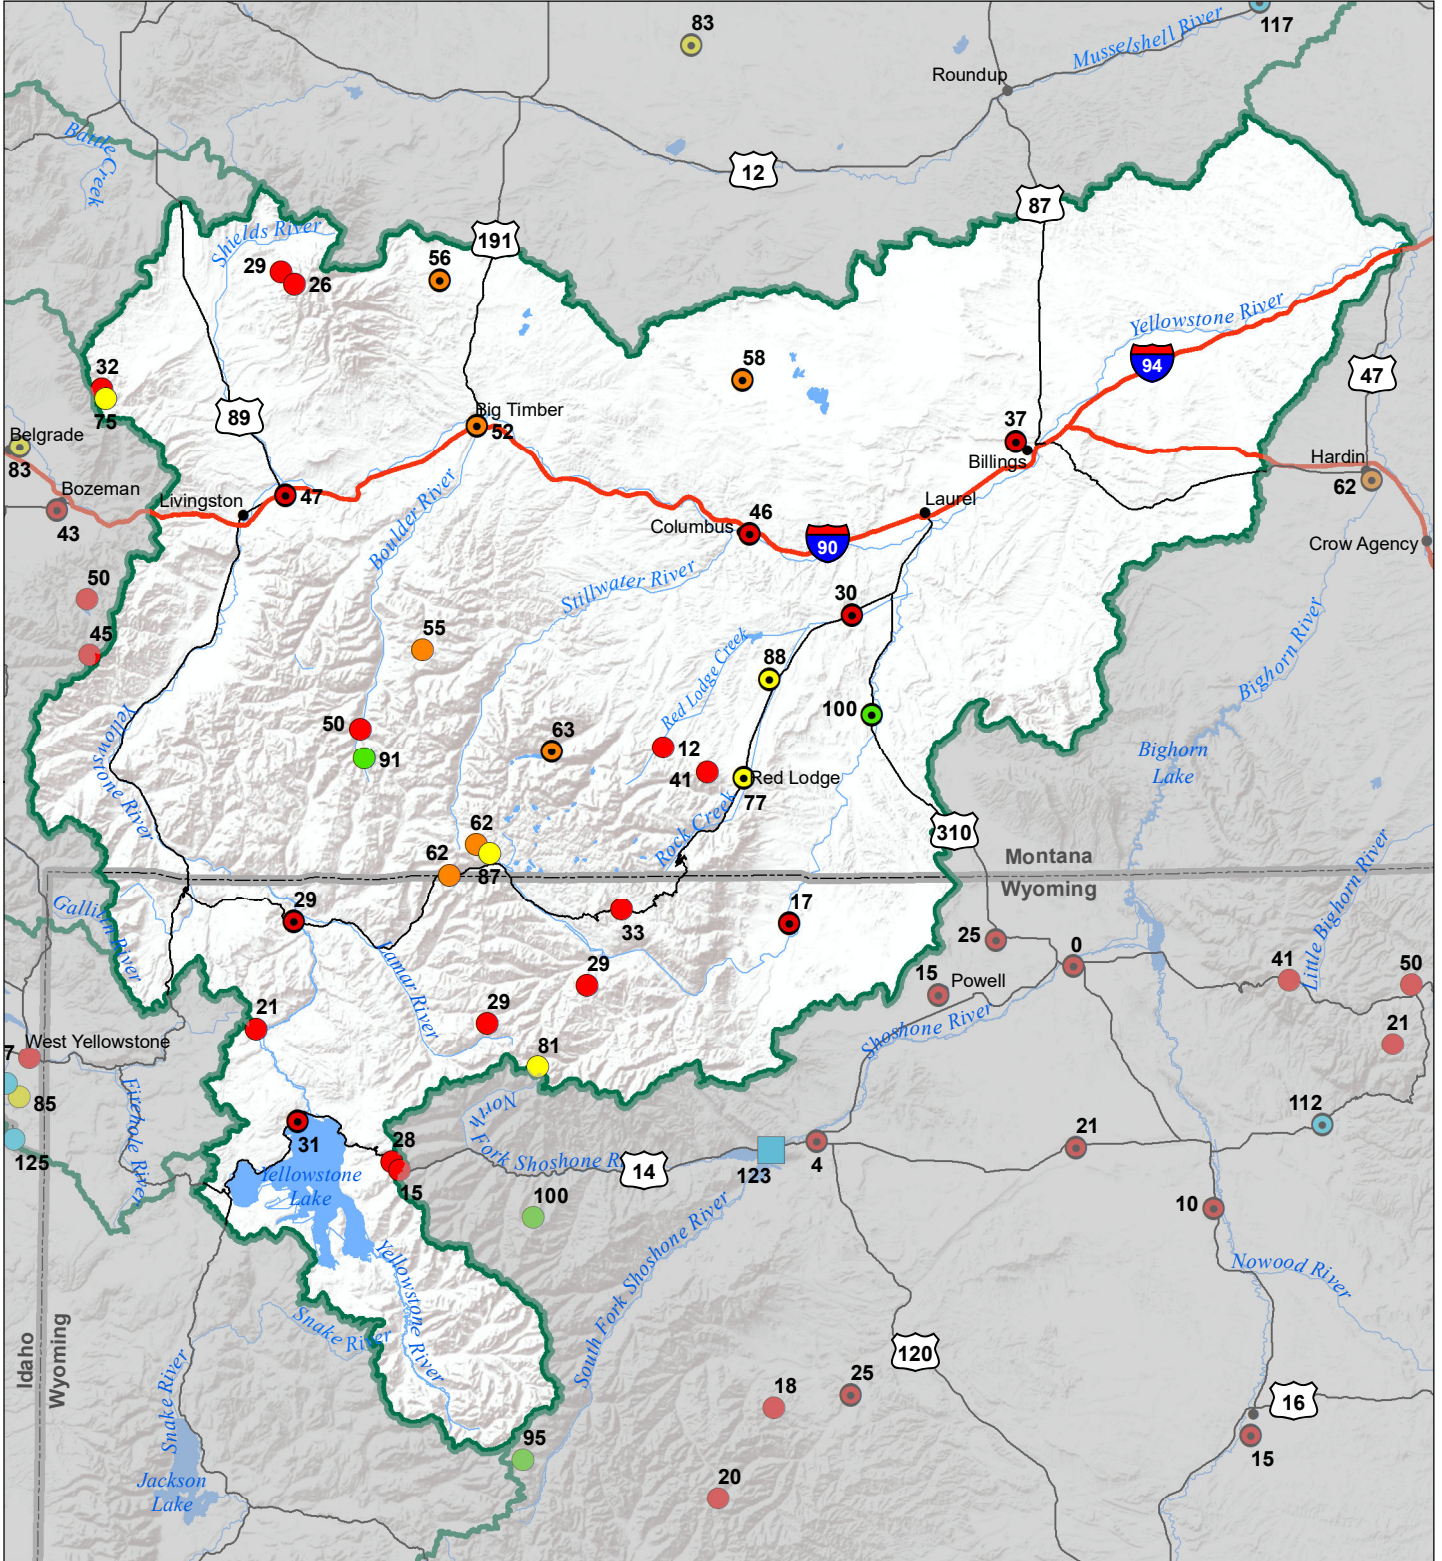 83
117
Musselshell River
Roundup
Battle
Creek
12
87
Shields River
191
29
26
56
Yellowstone River
94
47
32
75
89
58
Big Timber
52
37
Billings
Belgrade
83
Bozeman
43
Livingston
47
Hardin
62
Laurel
Columbus
46
90
Crow Agency
Boulder River
Stillwater River
50
45
30
55
Red Lodge Creek
88
100
Bighorn River
Yellowstone River
50
91
63
12
41
Red Lodge
77
Bighorn
Lake
Rock Creek
310
62
62
87
Montana
Wyoming
Little Bighorn River
Gallatin River
29
33
17
25
0
15
Powell
41
50
21
Lamar River
29
29
21
Shoshone River
7
West Yellowstone
85
125
Firehole River
81
North
Fork Shoshone R
112
31
28
15
14
123
4
21
Yellowstone
Lake
100
10
Yellowstone River
South Fork Shoshone River
Nowood River
Snake River
Idaho
Wyoming
Snake River
120
18
25
16
15
95
20
Jackson
Lake